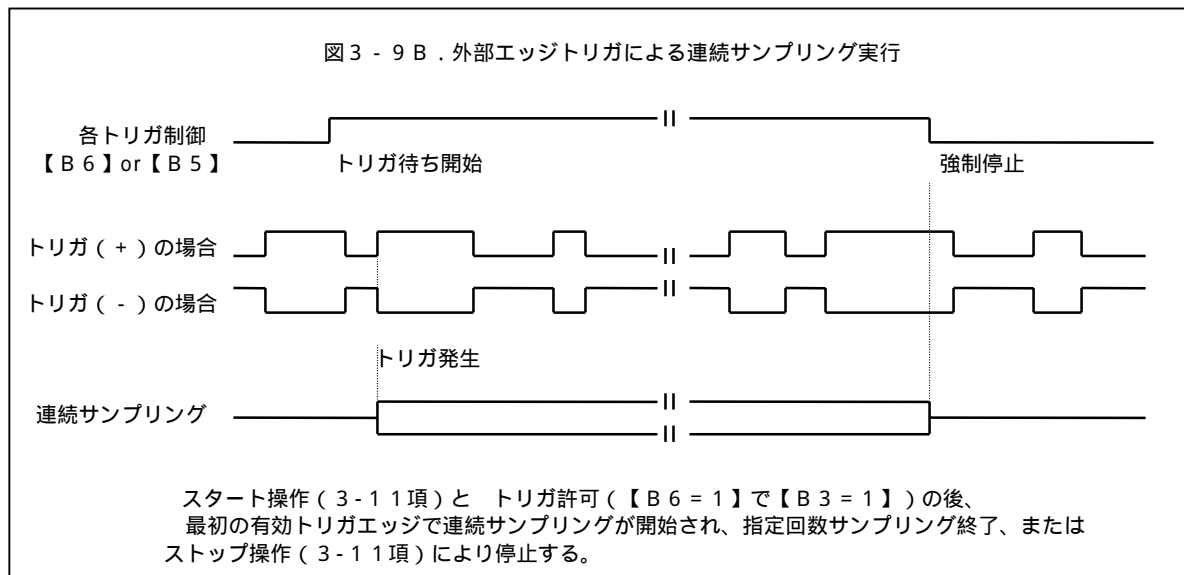 図3-9B.外部エッジトリガによる連続サンプリング実行
各トリガ制御
【B6】or【B5】
トリガ待ち開始
強制停止
トリガ(+)の場合
トリガ(-)の場合
トリガ発生
連続サンプリング
スタート操作(3-11項)と トリガ許可(【B6=1】で【B3=1】)の後、
最初の有効トリガエッジで連続サンプリングが開始され、指定回数サンプリング終了、または
ストップ操作(3-11項)により停止する。